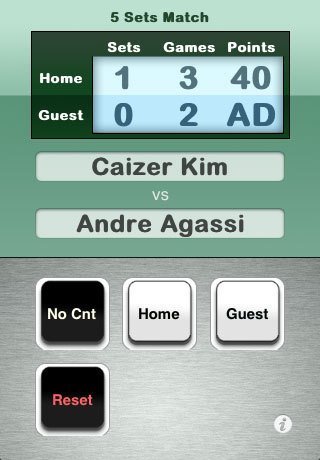 5 Sets Match
Sets Games Points
Home 1 3 40
Guest 0 2 AD
Caizer Kim
vs
Andre Agassi
No Cnt Home Guest
Reset
i